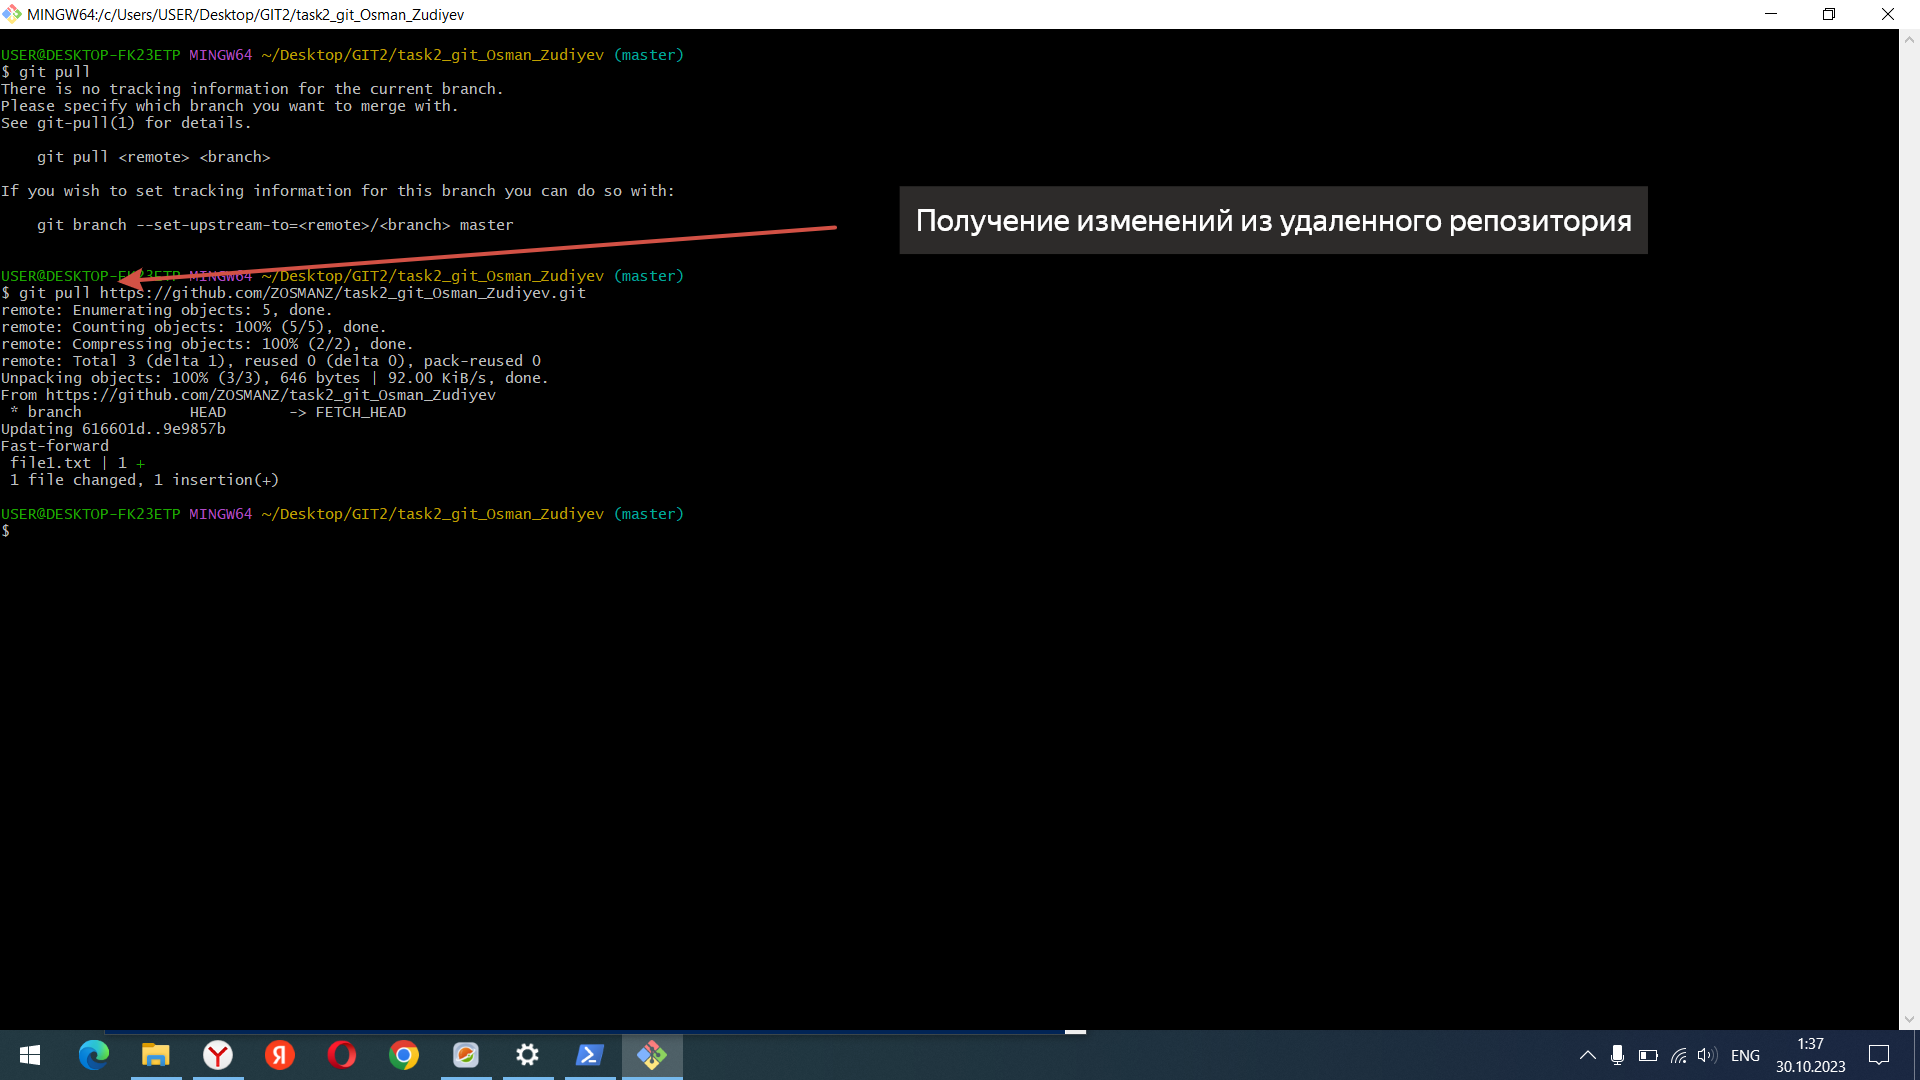 MINGW64:/c/Users/USER/Desktop/GIT2/task2_git_Osman_Zudiyev
USER@DESKTOP-FK23ETP MINGW64 ~/Desktop/GIT2/task2_git_Osman_Zudiyev (master)
$ git pull
There is no tracking information for the current branch.
Please specify which branch you want to merge with.
See git-pull(1) for details.
git pull <remote> <branch>
If you wish to set tracking information for this branch you can do so with:
git branch --set-upstream-to=<remote>/<branch> master
Получение изменений из удаленного репозитория
USER@DESKTOP-FK23ETP MINGW64 ~/Desktop/GIT2/task2_git_Osman_Zudiyev (master)
$ git pull https://github.com/ZOSMANZ/task2_git_Osman_Zudiyev.git
remote: Enumerating objects: 5, done.
remote: Counting objects: 100% (5/5), done.
remote: Compressing objects: 100% (2/2), done.
remote: Total 3 (delta 1), reused 0 (delta 0), pack-reused 0
Unpacking objects: 100% (3/3), 646 bytes | 92.00 KiB/s, done.
From https://github.com/ZOSMANZ/task2_git_Osman_Zudiyev
* branch HEAD -> FETCH_HEAD
Updating 616601d..9e9857b
Fast-forward
file1.txt | 1 +
1 file changed, 1 insertion(+)
USER@DESKTOP-FK23ETP MINGW64 ~/Desktop/GIT2/task2_git_Osman_Zudiyev (master)
$
ENG
1:37
30.10.2023